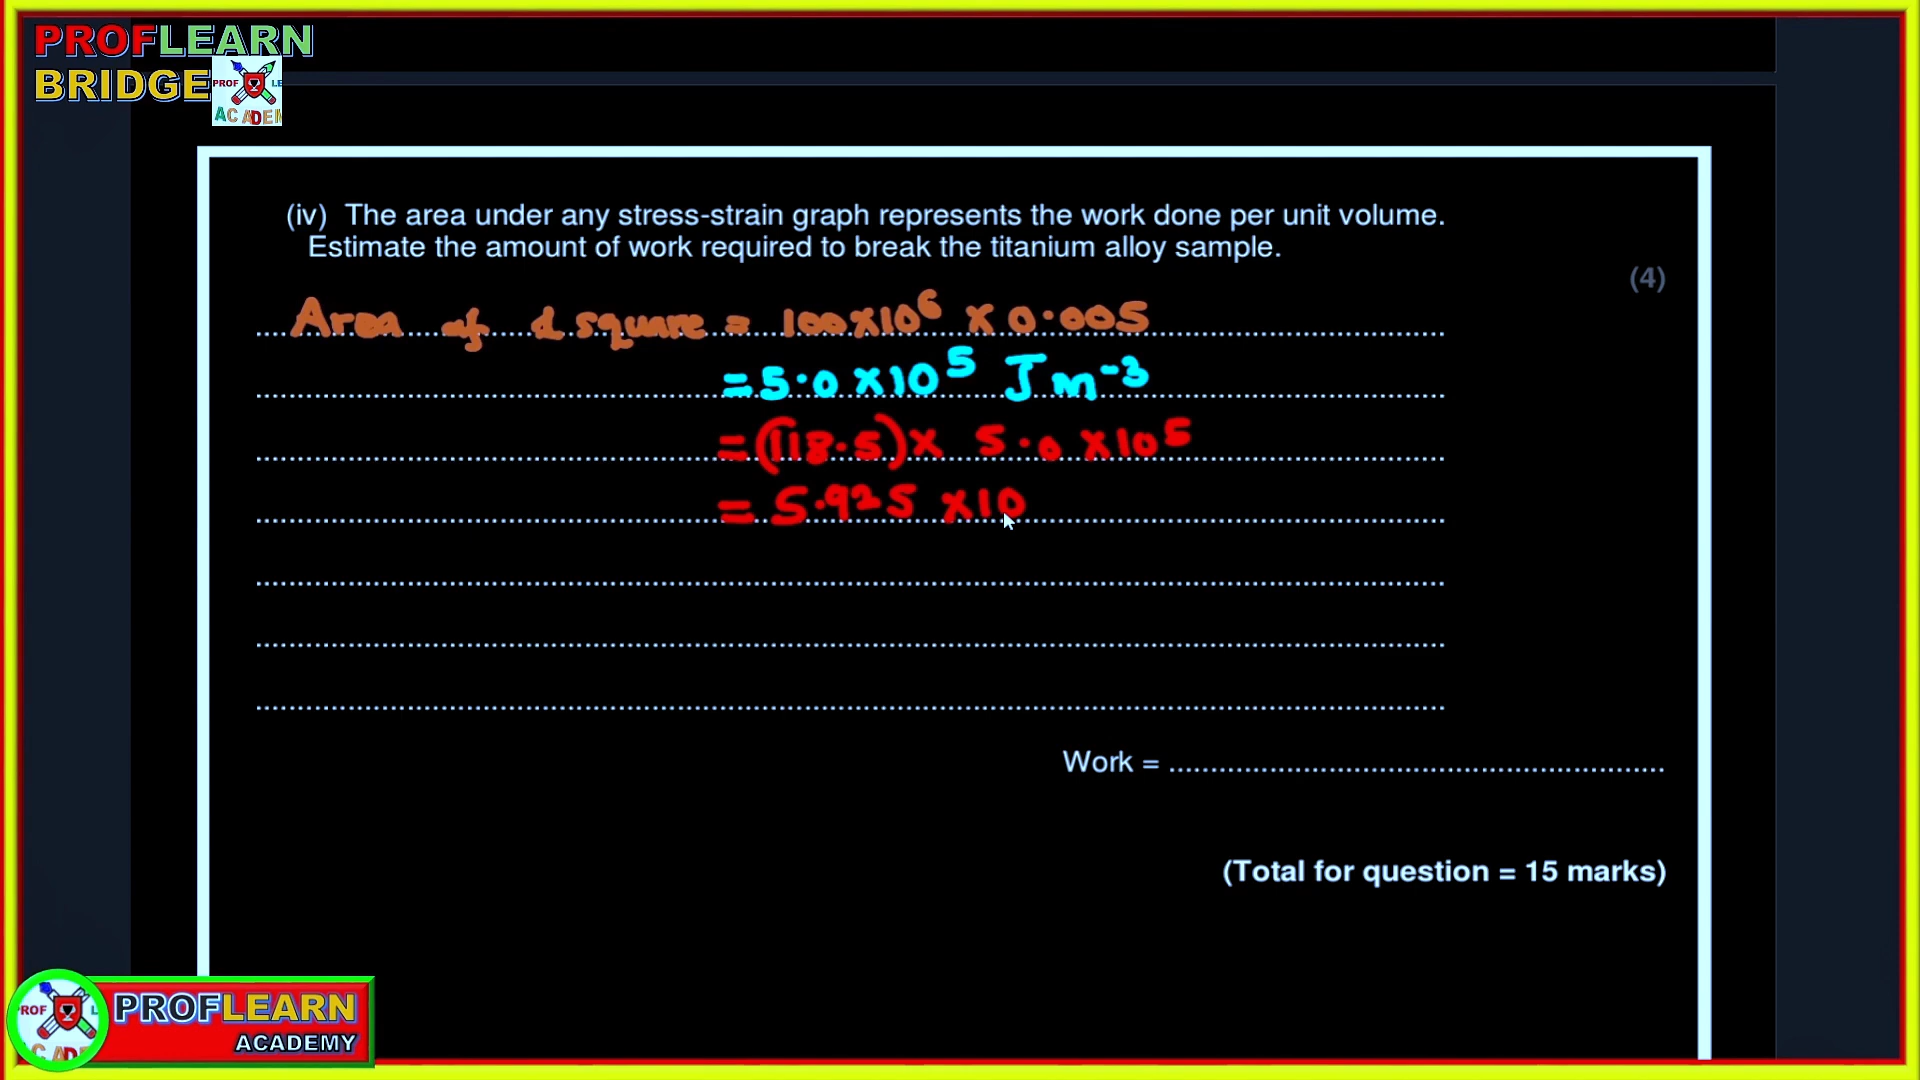 PROFLEARN
BRIDGE
PROF LE
ACADEM
(iv) The area under any stress-strain graph represents the work done per unit volume.
Estimate the amount of work required to break the titanium alloy sample.
(4)
Area of 1 square = 100×10⁶ × 0.005
= 5.0 ×10⁵ J m⁻³
= (118.5) × 5.0 ×10⁵
= 5.925 ×10
Work = ............................................................
(Total for question = 15 marks)
PROFLEARN
ACADEMY